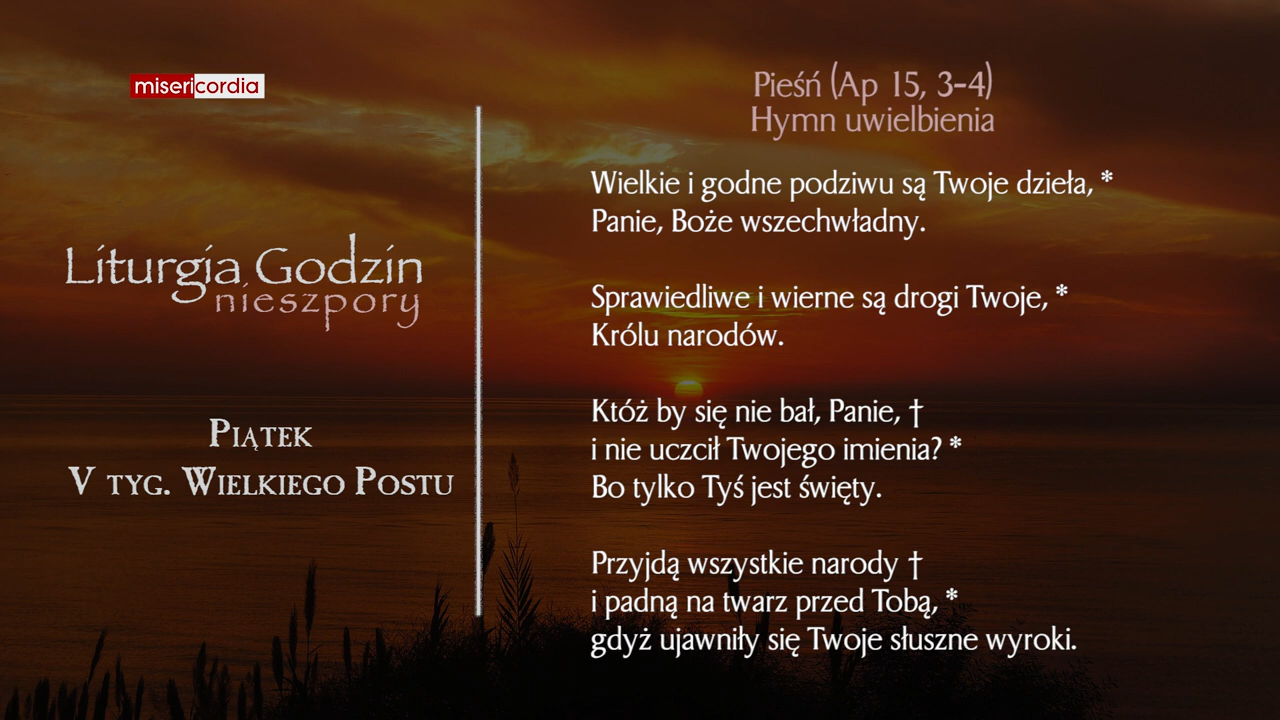 misericordia
Liturgia Godzin
nieszpory
Piątek
V tyg. Wielkiego Postu
Pieśń (Ap 15, 3-4)
Hymn uwielbienia
Wielkie i godne podziwu są Twoje dzieła, *
Panie, Boże wszechwładny.
Sprawiedliwe i wierne są drogi Twoje, *
Królu narodów.
Któż by się nie bał, Panie, †
i nie uczcił Twojego imienia? *
Bo tylko Tyś jest święty.
Przyjdą wszystkie narody †
i padną na twarz przed Tobą, *
gdyż ujawniły się Twoje słuszne wyroki.